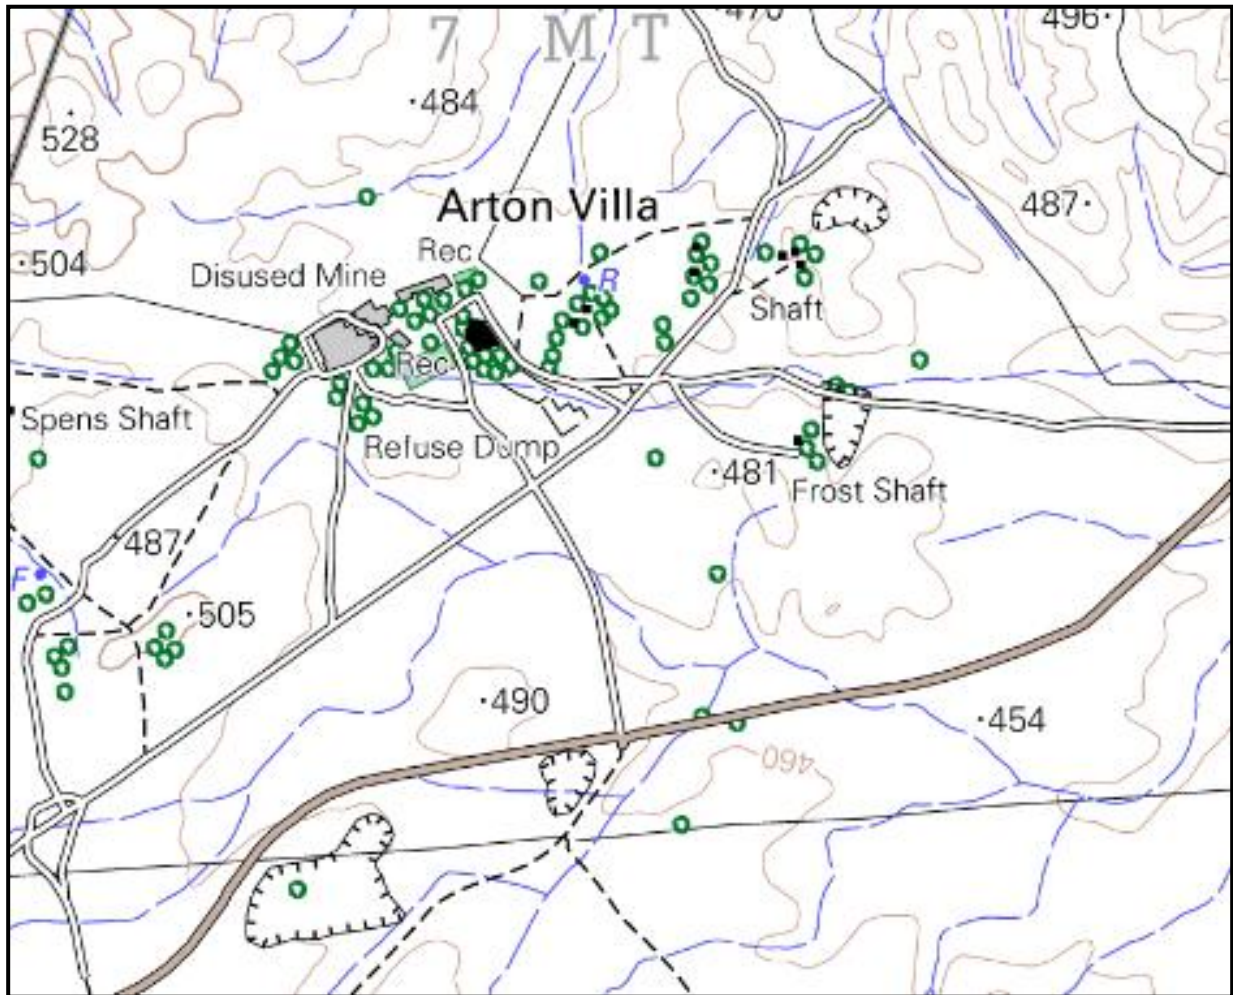 470
496
7 M T
484
528
487
Arton Villa
504
Rec
Disused Mine
R
Shaft
Rec
Spens Shaft
Refuse Dump
481
Frost Shaft
487
F
505
490
454
460